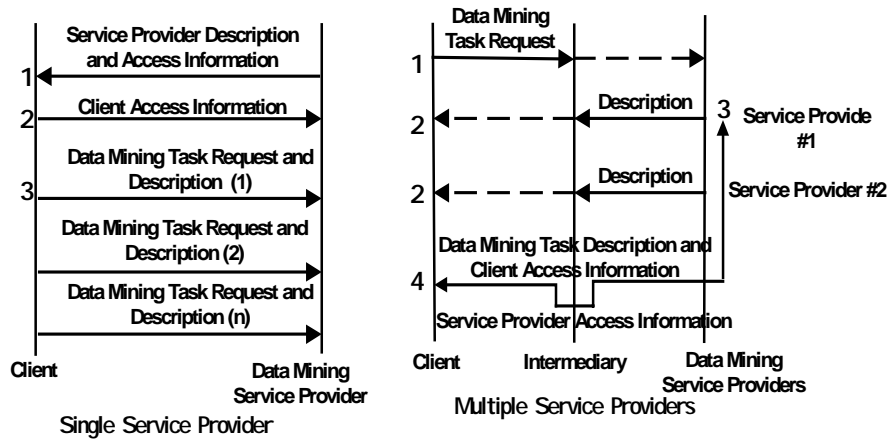 Service Provider Description
and Access Information
1
Client Access Information
2
Data Mining Task Request and
Description (1)
3
Data Mining Task Request and
Description (2)
Data Mining Task Request and
Description (n)
Client
Data Mining
Service Provider
Single Service Provider
Data Mining
Task Request
1
Description
2
3
Service Provide
#1
Description
2
Service Provider #2
Data Mining Task Description and
Client Access Information
4
Service Provider Access Information
Client
Intermediary
Data Mining
Service Providers
Multiple Service Providers